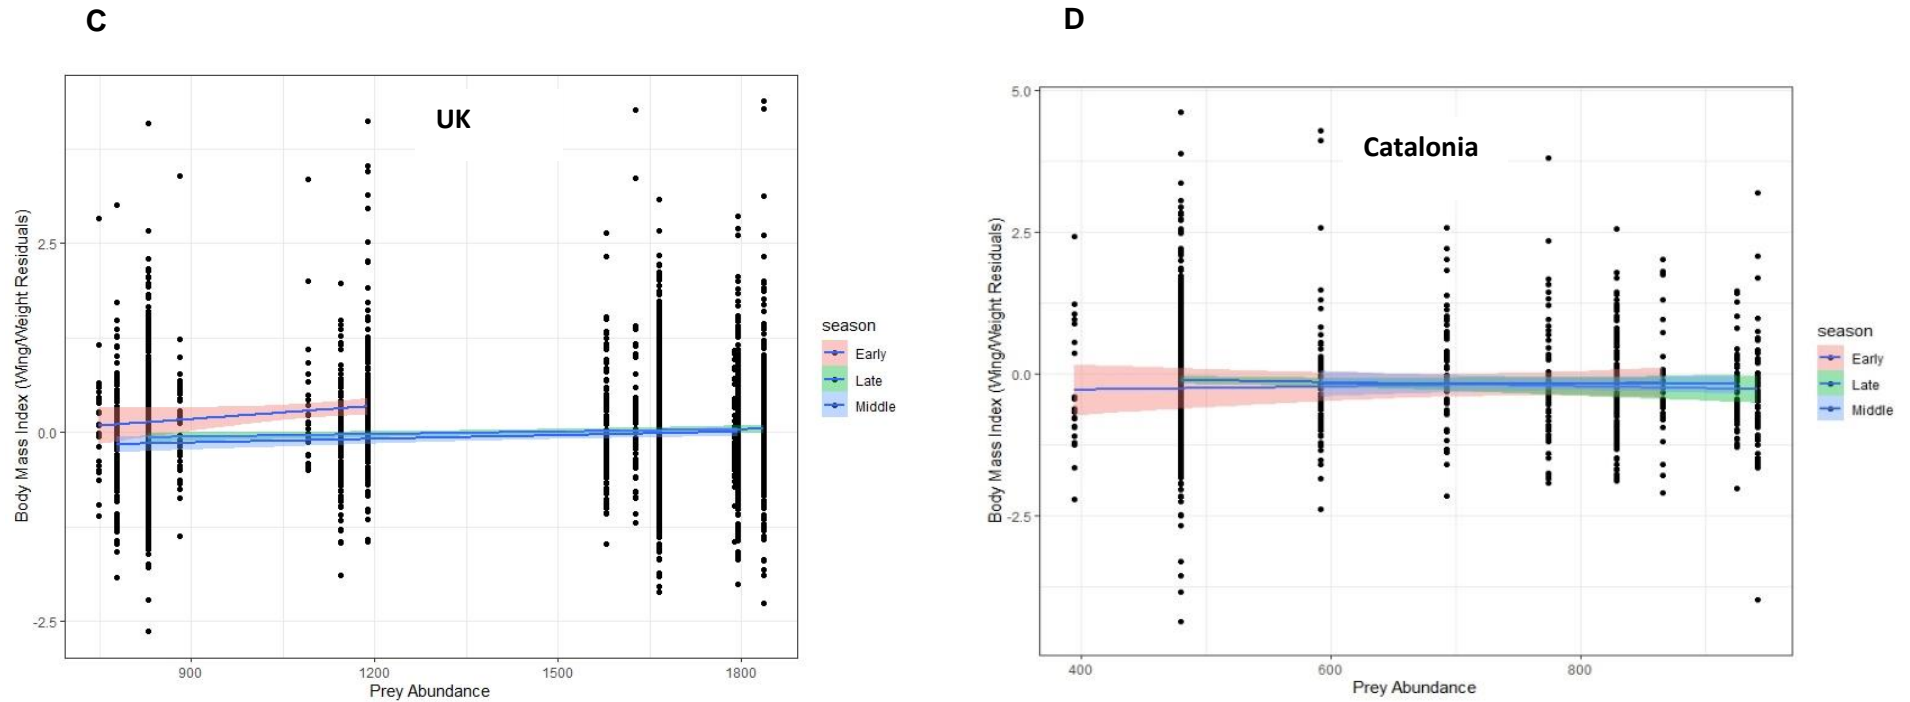 C
UK
2.5
0.0
-2.5
900
1200
1500
1800
Prey Abundance
Body Mass Index (Wing/Weight Residuals)
season
Early
Late
Middle
D
Catalonia
5.0
2.5
0.0
-2.5
400
600
800
Prey Abundance
Body Mass Index (Wing/Weight Residuals)
season
Early
Late
Middle